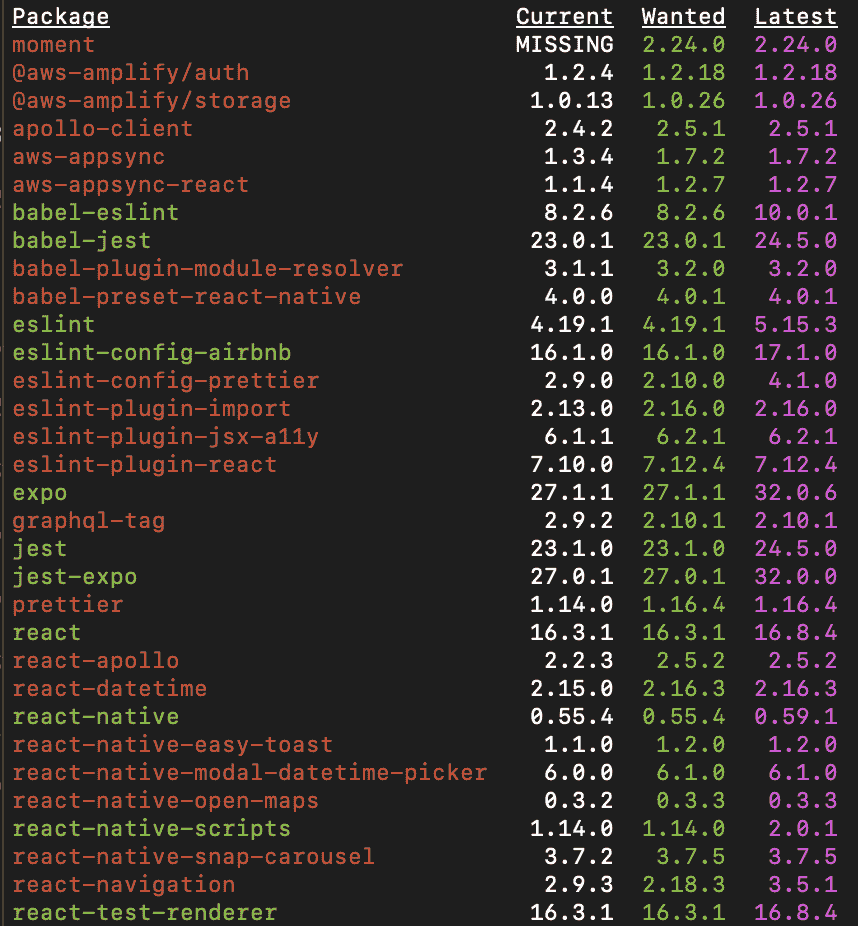 Package Current Wanted Latest
moment MISSING 2.24.0 2.24.0
@aws-amplify/auth 1.2.4 1.2.18 1.2.18
@aws-amplify/storage 1.0.13 1.0.26 1.0.26
apollo-client 2.4.2 2.5.1 2.5.1
aws-appsync 1.3.4 1.7.2 1.7.2
aws-appsync-react 1.1.4 1.2.7 1.2.7
babel-eslint 8.2.6 8.2.6 10.0.1
babel-jest 23.0.1 23.0.1 24.5.0
babel-plugin-module-resolver 3.1.1 3.2.0 3.2.0
babel-preset-react-native 4.0.0 4.0.1 4.0.1
eslint 4.19.1 4.19.1 5.15.3
eslint-config-airbnb 16.1.0 16.1.0 17.1.0
eslint-config-prettier 2.9.0 2.10.0 4.1.0
eslint-plugin-import 2.13.0 2.16.0 2.16.0
eslint-plugin-jsx-a11y 6.1.1 6.2.1 6.2.1
eslint-plugin-react 7.10.0 7.12.4 7.12.4
expo 27.1.1 27.1.1 32.0.6
graphql-tag 2.9.2 2.10.1 2.10.1
jest 23.1.0 23.1.0 24.5.0
jest-expo 27.0.1 27.0.1 32.0.0
prettier 1.14.0 1.16.4 1.16.4
react 16.3.1 16.3.1 16.8.4
react-apollo 2.2.3 2.5.2 2.5.2
react-datetime 2.15.0 2.16.3 2.16.3
react-native 0.55.4 0.55.4 0.59.1
react-native-easy-toast 1.1.0 1.2.0 1.2.0
react-native-modal-datetime-picker 6.0.0 6.1.0 6.1.0
react-native-open-maps 0.3.2 0.3.3 0.3.3
react-native-scripts 1.14.0 1.14.0 2.0.1
react-native-snap-carousel 3.7.2 3.7.5 3.7.5
react-navigation 2.9.3 2.18.3 3.5.1
react-test-renderer 16.3.1 16.3.1 16.8.4